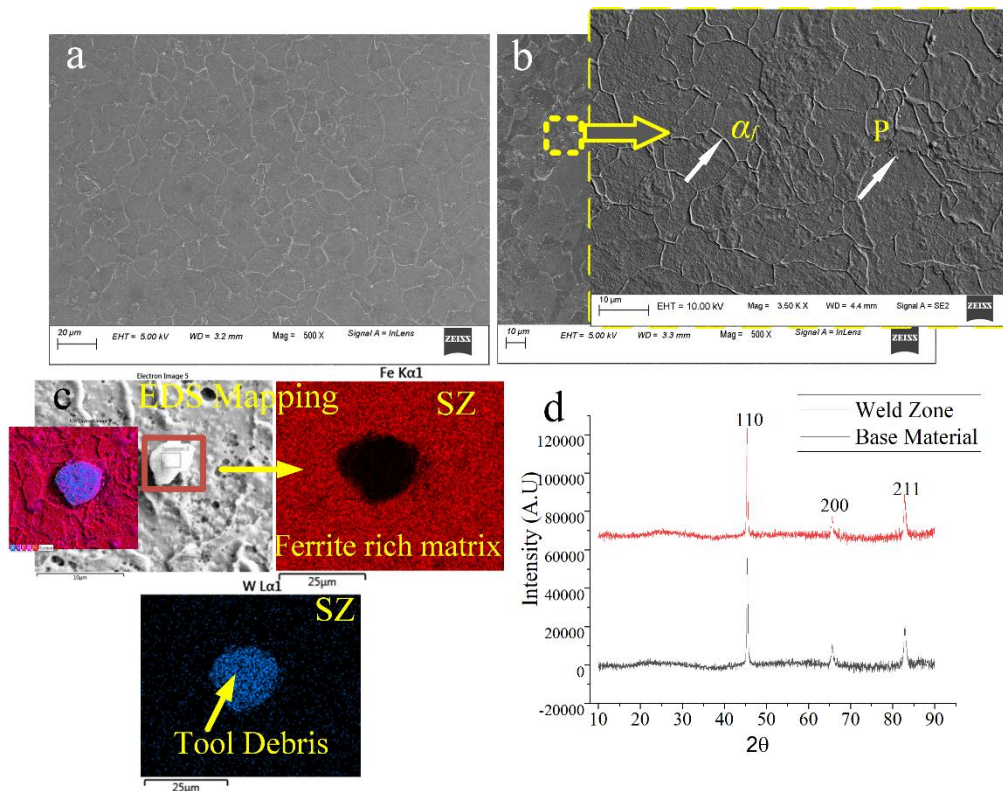 a
20 µm
EHT = 5.00 kV
WD = 3.2 mm
Mag = 500 X
Signal A = InLens
ZEISS
b
αf
P
10 µm
EHT = 10.00 kV
Mag = 3.50 K X
WD = 4.4 mm
Signal A = SE2
ZEISS
10 µm
EHT = 5.00 kV
WD = 3.3 mm
Mag = 500 X
Signal A = InLens
ZEISS
c
Electron Image 5
EDS Mapping
Spectrum 3
10µm
Fe Kα1
SZ
Ferrite rich matrix
25µm
W Lα1
SZ
Tool Debris
25µm
d
Weld Zone
Base Material
110
200
211
Intensity (A.U)
120000
100000
80000
60000
40000
20000
0
-20000
10 20 30 40 50 60 70 80 90
2θ